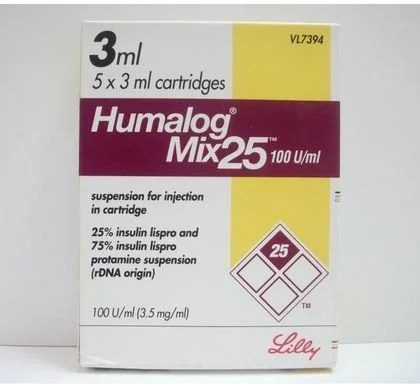 3ml
VL7394
5 x 3 ml cartridges
Humalog®
Mix25™ 100 U/ml
suspension for injection
in cartridge
25% insulin lispro and
75% insulin lispro
protamine suspension
(rDNA origin)
25
TM
100 U/ml (3.5 mg/ml)
Lilly